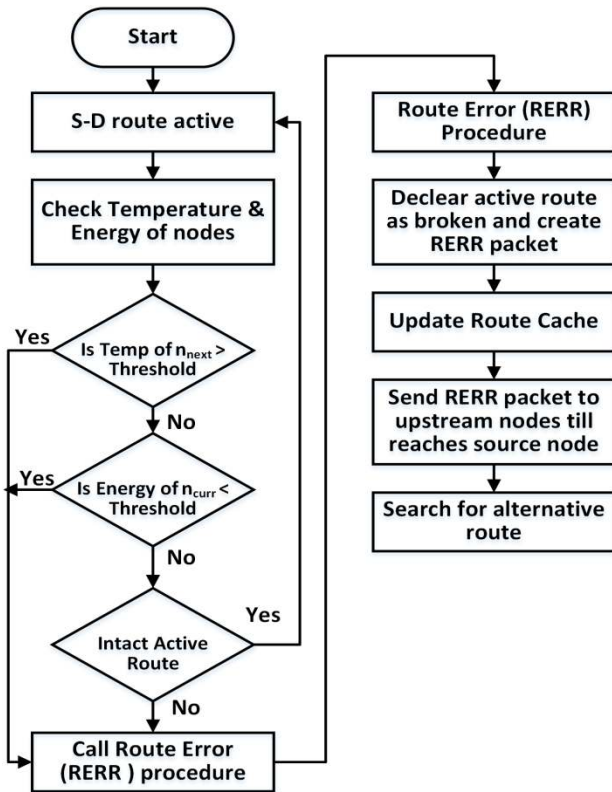 Start
S-D route active
Check Temperature &
Energy of nodes
Yes
Is Temp of n_next >
Threshold
No
Yes
Is Energy of n_curr <
Threshold
No
Yes
Intact Active
Route
No
Call Route Error
(RERR ) procedure
Route Error (RERR)
Procedure
Declear active route
as broken and create
RERR packet
Update Route Cache
Send RERR packet to
upstream nodes till
reaches source node
Search for alternative
route